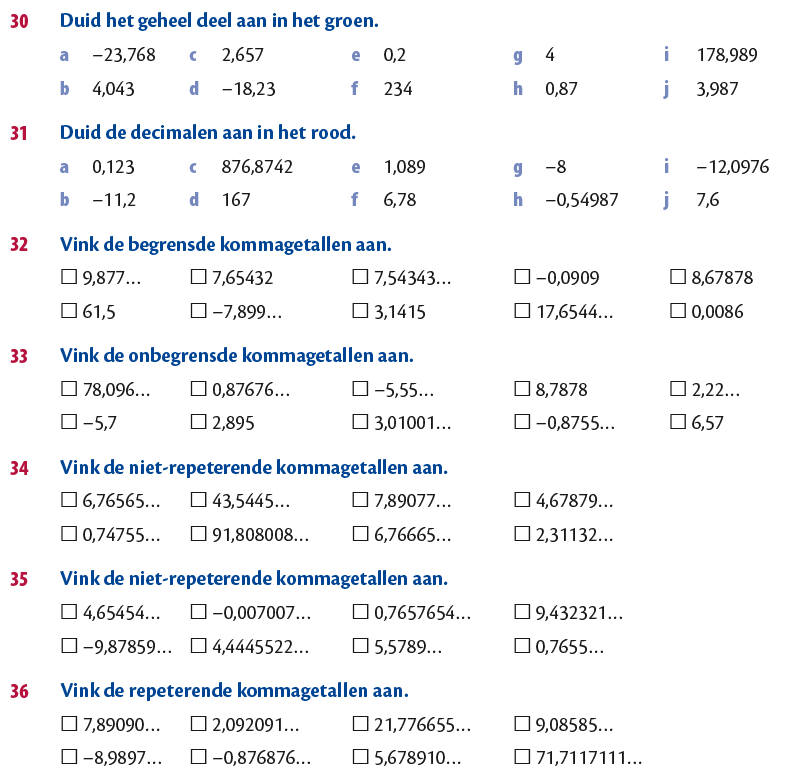 30 Duid het geheel deel aan in het groen.
a –23,768 c 2,657 e 0,2 g 4 i 178,989
b 4,043 d –18,23 f 234 h 0,87 j 3,987
31 Duid de decimalen aan in het rood.
a 0,123 c 876,8742 e 1,089 g –8 i –12,0976
b –11,2 d 167 f 6,78 h –0,54987 j 7,6
32 Vink de begrensde kommagetallen aan.
☐ 9,877... ☐ 7,65432 ☐ 7,54343... ☐ –0,0909 ☐ 8,67878
☐ 61,5 ☐ –7,899... ☐ 3,1415 ☐ 17,6544... ☐ 0,0086
33 Vink de onbegrensde kommagetallen aan.
☐ 78,096... ☐ 0,87676... ☐ –5,55... ☐ 8,7878 ☐ 2,22...
☐ –5,7 ☐ 2,895 ☐ 3,01001... ☐ –0,8755... ☐ 6,57
34 Vink de niet-repeterende kommagetallen aan.
☐ 6,76565... ☐ 43,5445... ☐ 7,89077... ☐ 4,67879...
☐ 0,74755... ☐ 91,808008... ☐ 6,76665... ☐ 2,31132...
35 Vink de niet-repeterende kommagetallen aan.
☐ 4,65454... ☐ –0,007007... ☐ 0,7657654... ☐ 9,432321...
☐ –9,87859... ☐ 4,4445522... ☐ 5,5789... ☐ 0,7655...
36 Vink de repeterende kommagetallen aan.
☐ 7,89090... ☐ 2,092091... ☐ 21,776655... ☐ 9,08585...
☐ –8,9897... ☐ –0,876876... ☐ 5,678910... ☐ 71,7117111...